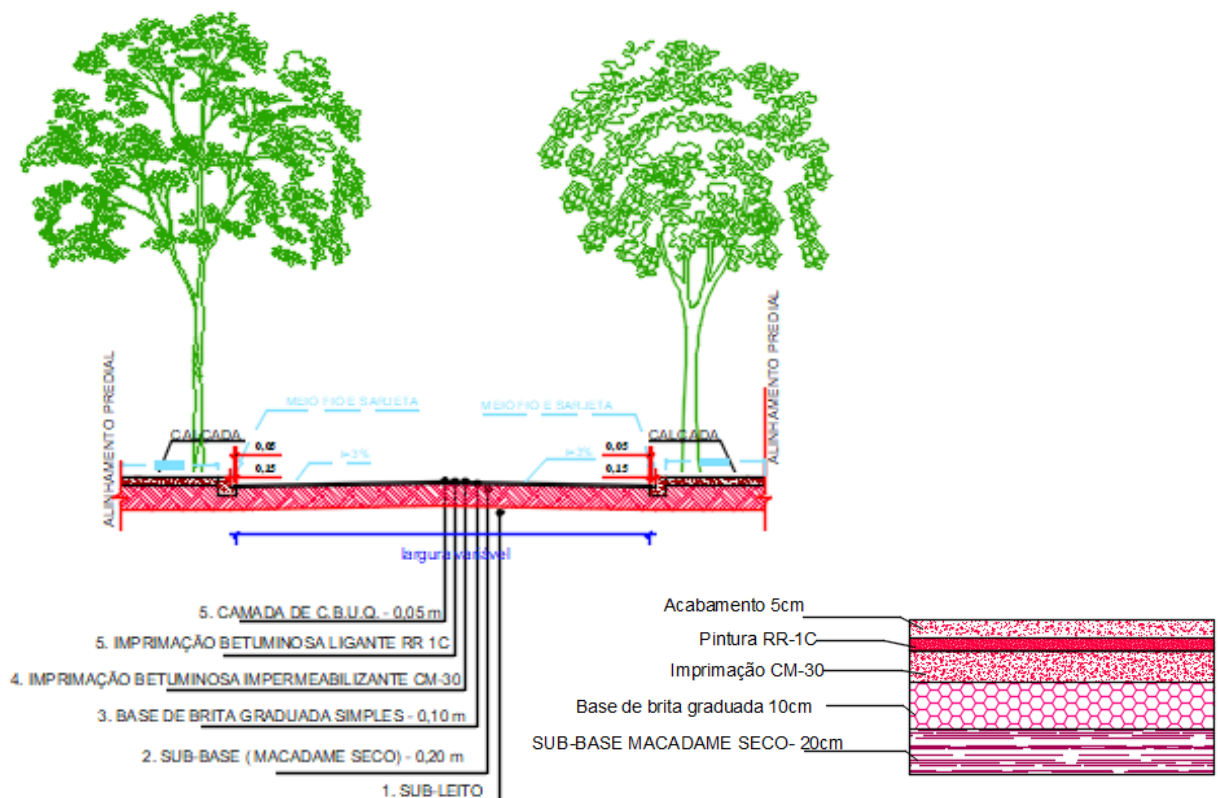 ALINHAMENTO PREDIAL
ALINHAMENTO PREDIAL
MEIO FIO E SARJETA
MEIO FIO E SARJETA
CALÇADA
CALÇADA
0,05
0,15
0,05
0,15
i=3%
i=3%
largura variável
5. CAMADA DE C.B.U.Q. - 0,05 m
5. IMPRIMAÇÃO BETUMINOSA LIGANTE RR 1C
4. IMPRIMAÇÃO BETUMINOSA IMPERMEABILIZANTE CM-30
3. BASE DE BRITA GRADUADA SIMPLES - 0,10 m
2. SUB-BASE ( MACADAME SECO) - 0,20 m
1. SUB-LEITO
Acabamento 5cm
Pintura RR-1C
Imprimação CM-30
Base de brita graduada 10cm
SUB-BASE MACADAME SECO- 20cm